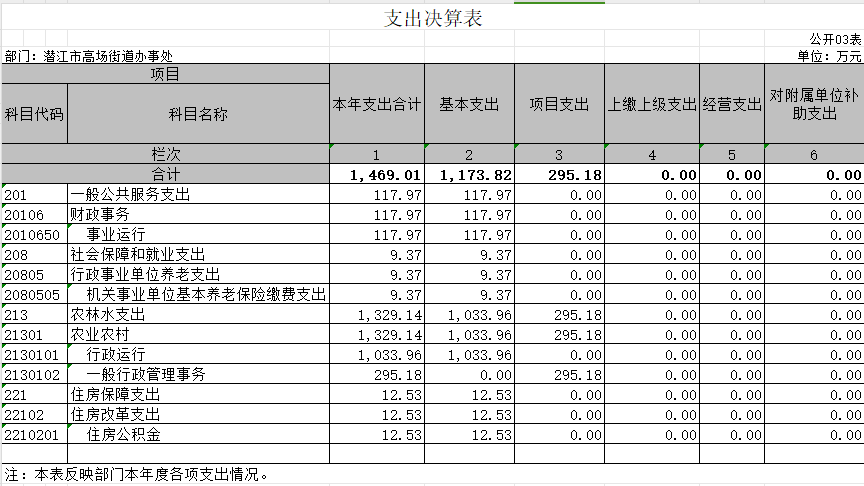 支出决算表
公开03表
部门：潜江市高场街道办事处 单位：万元
项目 本年支出合计 基本支出 项目支出 上缴上级支出 经营支出 对附属单位补助支出
科目代码 科目名称
栏次 1 2 3 4 5 6
合计 1,469.01 1,173.82 295.18 0.00 0.00 0.00
201 一般公共服务支出 117.97 117.97 0.00 0.00 0.00 0.00
20106 财政事务 117.97 117.97 0.00 0.00 0.00 0.00
2010650 事业运行 117.97 117.97 0.00 0.00 0.00 0.00
208 社会保障和就业支出 9.37 9.37 0.00 0.00 0.00 0.00
20805 行政事业单位养老支出 9.37 9.37 0.00 0.00 0.00 0.00
2080505 机关事业单位基本养老保险缴费支出 9.37 9.37 0.00 0.00 0.00 0.00
213 农林水支出 1,329.14 1,033.96 295.18 0.00 0.00 0.00
21301 农业农村 1,329.14 1,033.96 295.18 0.00 0.00 0.00
2130101 行政运行 1,033.96 1,033.96 0.00 0.00 0.00 0.00
2130102 一般行政管理事务 295.18 0.00 295.18 0.00 0.00 0.00
221 住房保障支出 12.53 12.53 0.00 0.00 0.00 0.00
22102 住房改革支出 12.53 12.53 0.00 0.00 0.00 0.00
2210201 住房公积金 12.53 12.53 0.00 0.00 0.00 0.00
注：本表反映部门本年度各项支出情况。